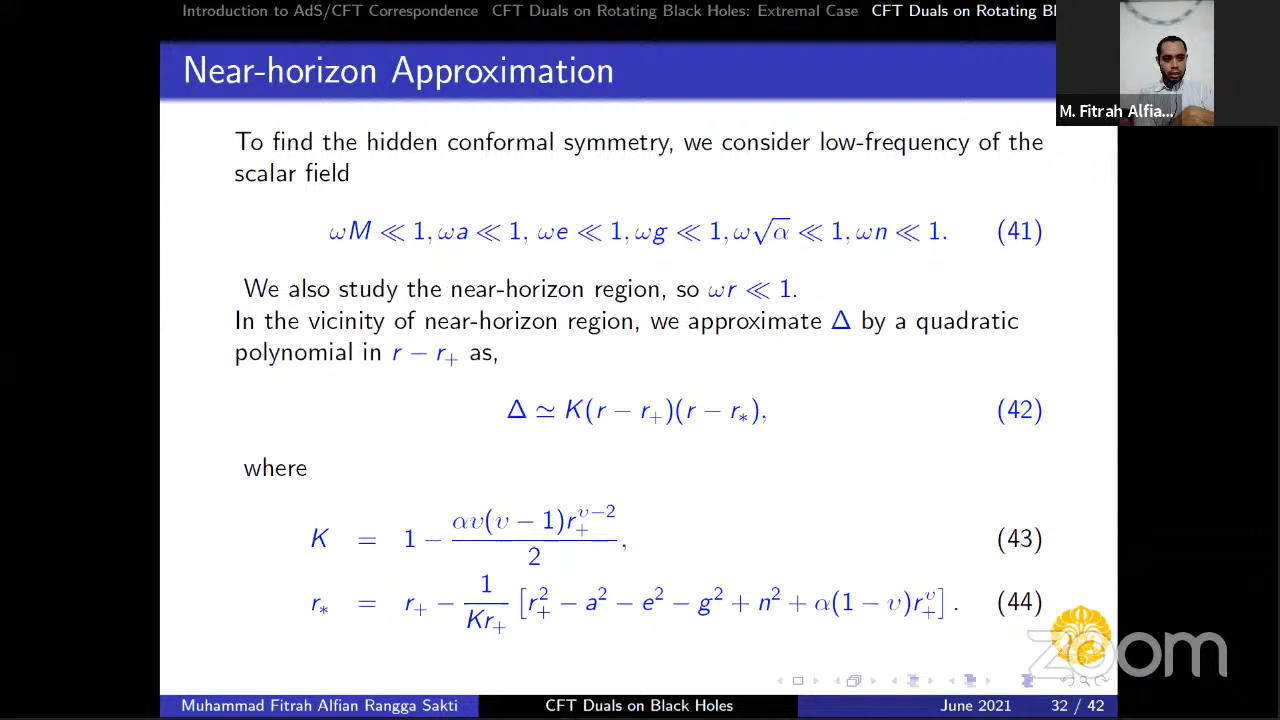 Introduction to AdS/CFT Correspondence CFT Duals on Rotating Black Holes: Extremal Case CFT Duals on Rotating Bl
M. Fitrah Alfia...
Near-horizon Approximation
To find the hidden conformal symmetry, we consider low-frequency of the
scalar field
ωM ≪ 1, ωa ≪ 1, ωe ≪ 1, ωg ≪ 1, ω√α ≪ 1, ωn ≪ 1. (41)
We also study the near-horizon region, so ωr ≪ 1.
In the vicinity of near-horizon region, we approximate Δ by a quadratic
polynomial in r − r₊ as,
Δ ≃ K(r − r₊)(r − r_*), (42)
where
K = 1 − αυ(υ − 1)r₊^{υ−2} / 2, (43)
r_* = r₊ − 1/(Kr₊) [r₊² − a² − e² − g² + n² + α(1 − υ)r₊^υ] . (44)
zoom
Muhammad Fitrah Alfian Rangga Sakti CFT Duals on Black Holes June 2021 32 / 42